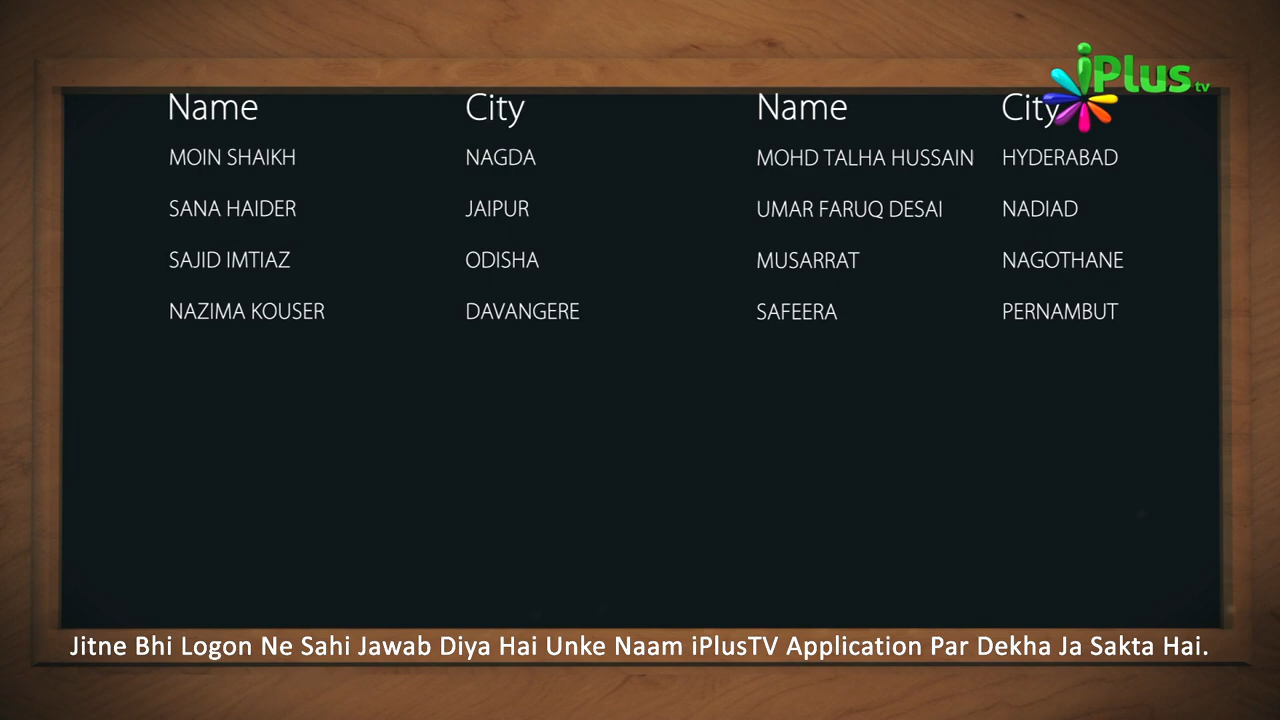 iPlus tv
Name City Name City
MOIN SHAIKH NAGDA MOHD TALHA HUSSAIN HYDERABAD
SANA HAIDER JAIPUR UMAR FARUQ DESAI NADIAD
SAJID IMTIAZ ODISHA MUSARRAT NAGOTHANE
NAZIMA KOUSER DAVANGERE SAFEERA PERNAMBUT
Jitne Bhi Logon Ne Sahi Jawab Diya Hai Unke Naam iPlusTV Application Par Dekha Ja Sakta Hai.